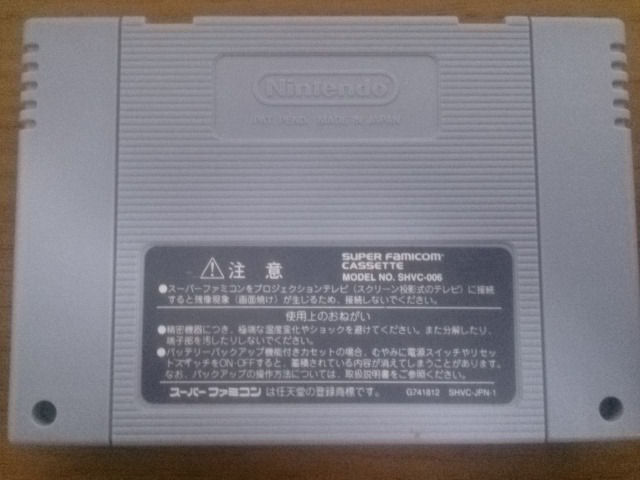 Nintendo
PAT. PEND. MADE IN JAPAN
注 意
SUPER FAMICOM
CASSETTE
MODEL NO. SHVC-006
●スーパーファミコンをプロジェクションテレビ(スクリーン投影式のテレビ)に接続
すると残像現象(画面焼け)が生じるため、接続しないでください。
使用上のおねがい
●精密機器につき、極端な温度変化やショックを避けてください。また分解したり、
端子部を汚したりしないでください。
●バッテリーバックアップ機能付きカセットの場合、むやみに電源スイッチやリセッ
トスイッチをON-OFFすると、蓄積されている内容が消えてしまうことがあります。
なお、バックアップの操作方法については、取扱説明書をご参照ください。
スーパーファミコンは任天堂の登録商標です。 G741812 SHVC-JPN-1